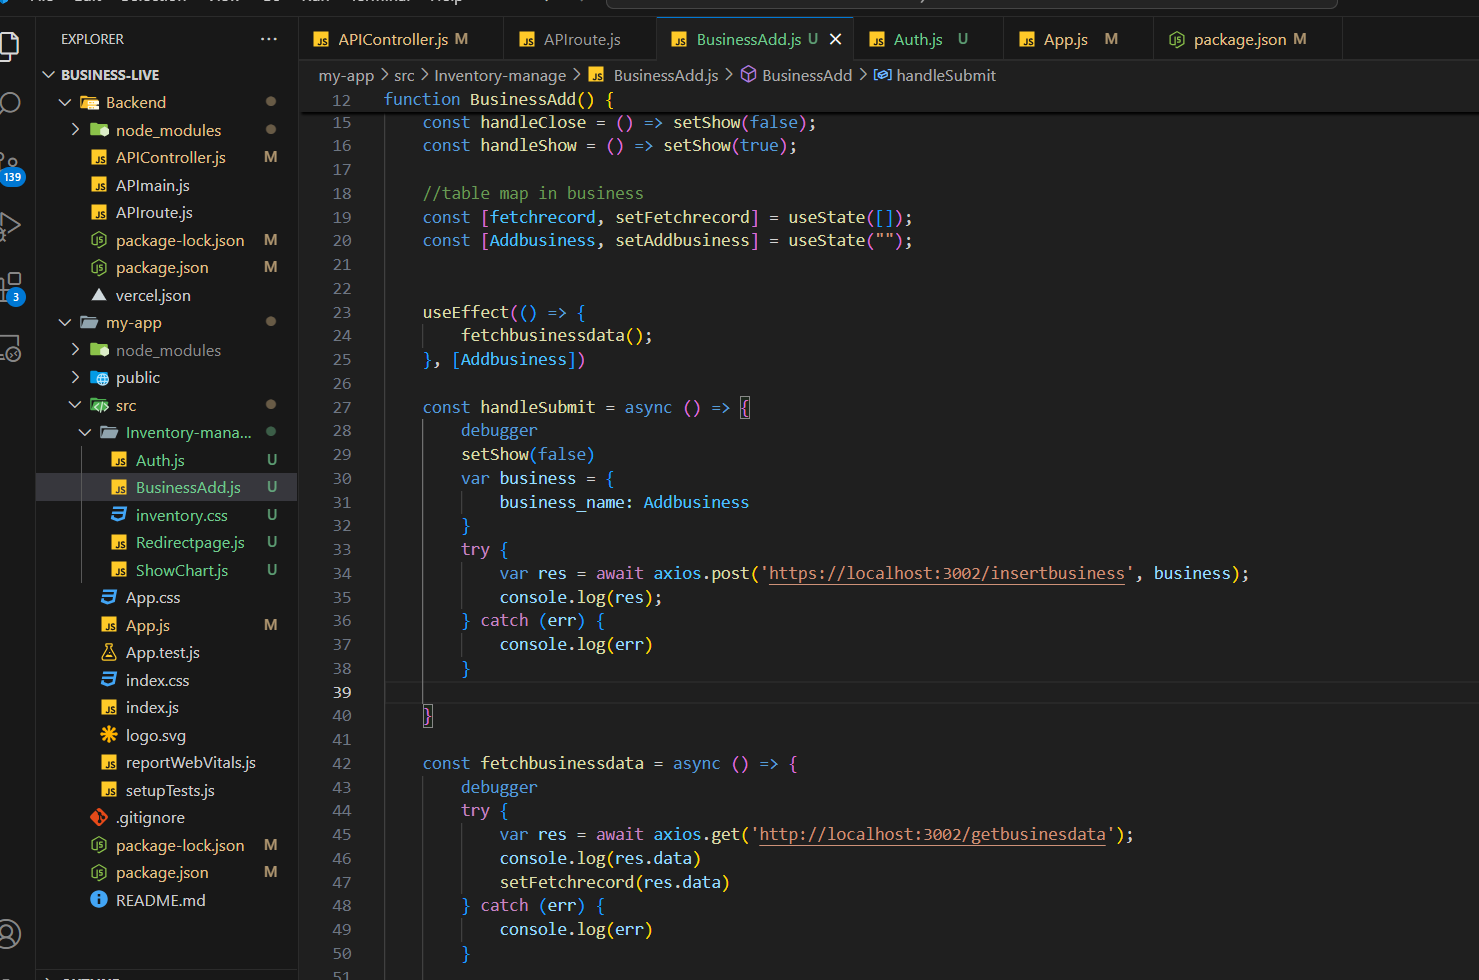 EXPLORER
BUSINESS-LIVE
Backend
node_modules
APIController.js M
APImain.js
APIroute.js
package-lock.json M
package.json M
vercel.json
my-app
node_modules
public
src
Inventory-mana...
Auth.js U
BusinessAdd.js U
inventory.css U
Redirectpage.js U
ShowChart.js U
App.css
App.js M
App.test.js
index.css
index.js
logo.svg
reportWebVitals.js
setupTests.js
.gitignore
package-lock.json M
package.json M
README.md
139
3
APIController.js M
APIroute.js
BusinessAdd.js U
Auth.js U
App.js M
package.json M
my-app > src > Inventory-manage > BusinessAdd.js > BusinessAdd > handleSubmit
12 function BusinessAdd() {
15 const handleClose = () => setShow(false);
16 const handleShow = () => setShow(true);
17
18 //table map in business
19 const [fetchrecord, setFetchrecord] = useState([]);
20 const [Addbusiness, setAddbusiness] = useState("");
21
22
23 useEffect(() => {
24 fetchbusinessdata();
25 }, [Addbusiness])
26
27 const handleSubmit = async () => {
28 debugger
29 setShow(false)
30 var business = {
31 business_name: Addbusiness
32 }
33 try {
34 var res = await axios.post('https://localhost:3002/insertbusiness', business);
35 console.log(res);
36 } catch (err) {
37 console.log(err)
38 }
39
40 }
41
42 const fetchbusinessdata = async () => {
43 debugger
44 try {
45 var res = await axios.get('http://localhost:3002/getbusinesdata');
46 console.log(res.data)
47 setFetchrecord(res.data)
48 } catch (err) {
49 console.log(err)
50 }
51